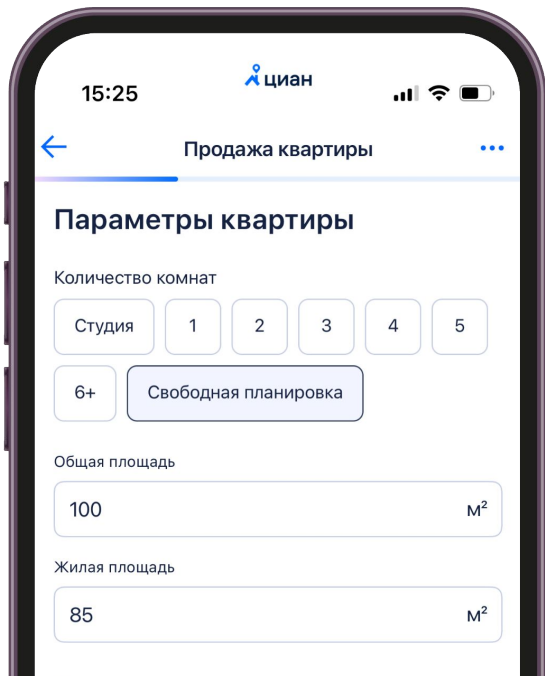 15:25
циан
Продажа квартиры
Параметры квартиры
Количество комнат
Студия 1 2 3 4 5
6+ Свободная планировка
Общая площадь
100 м²
Жилая площадь
85 м²